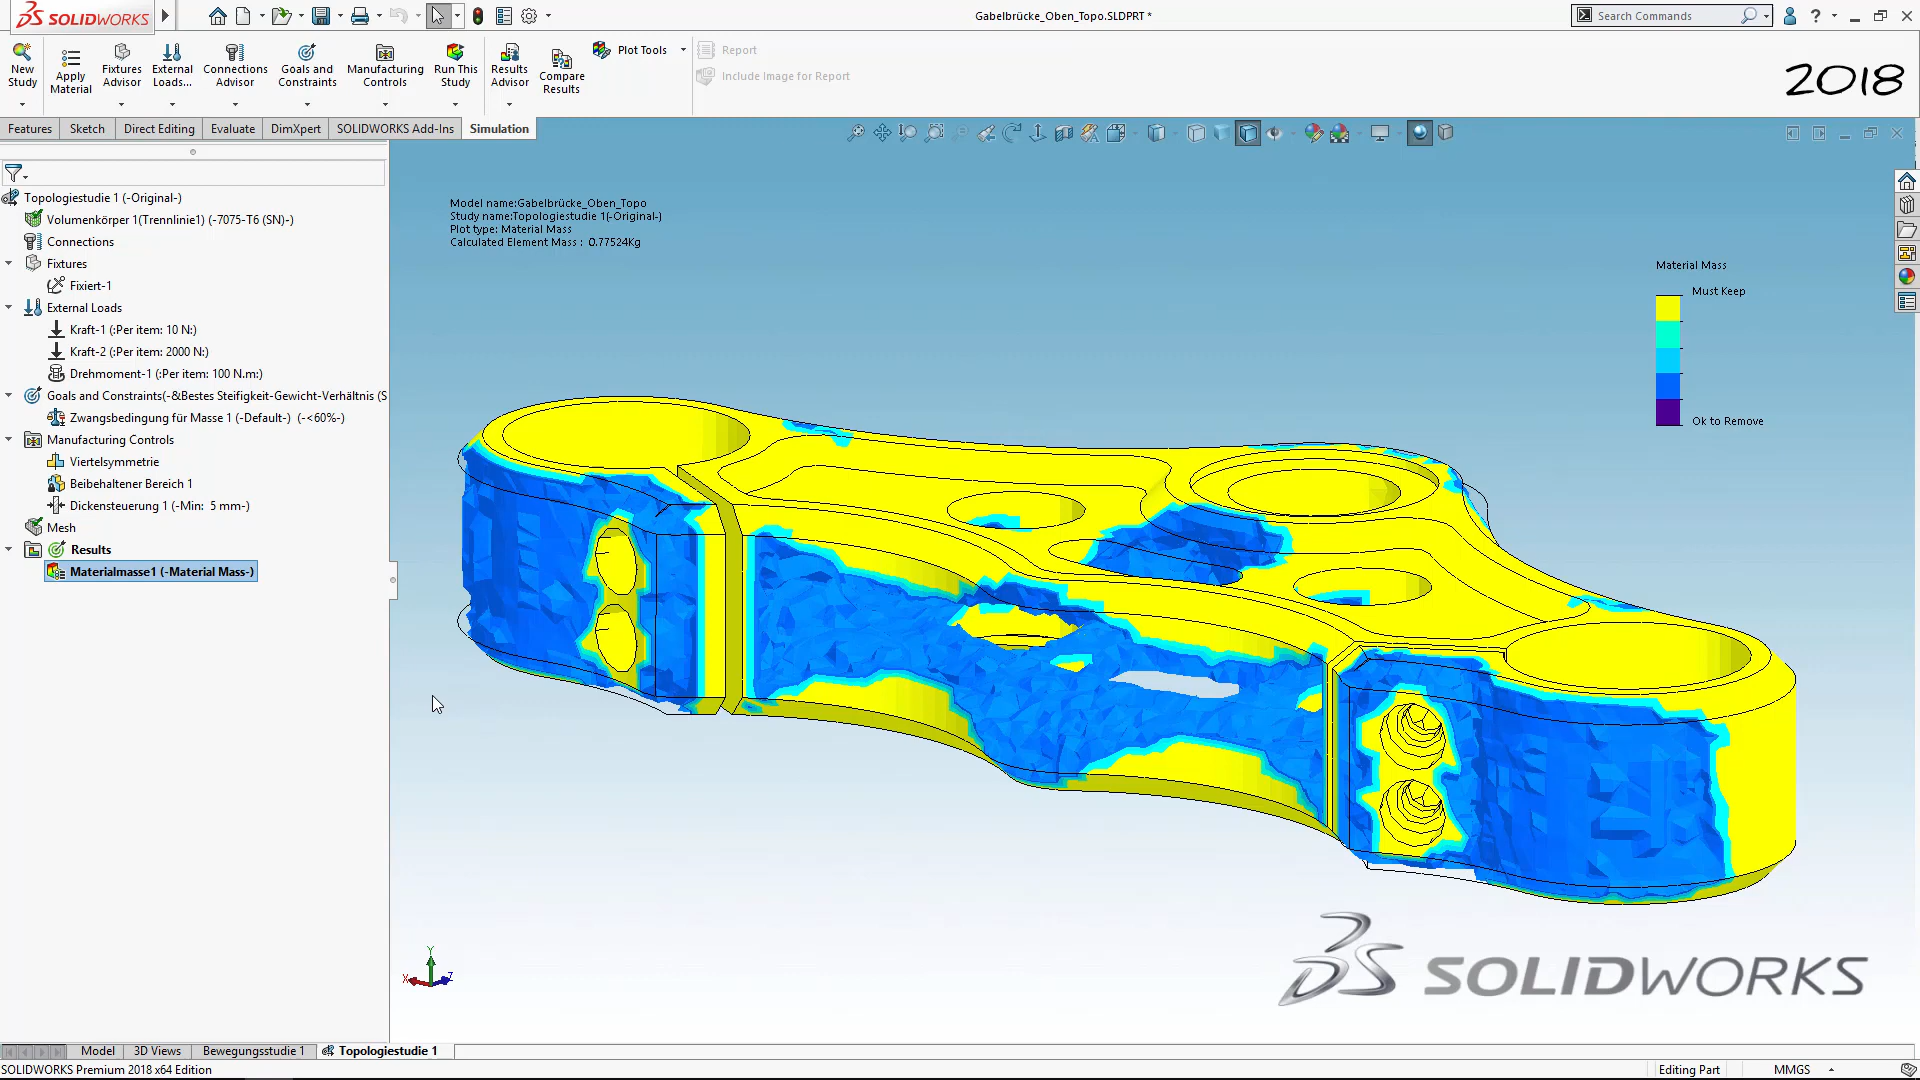 SOLIDWORKS
Gabelbrücke_Oben_Topo.SLDPRT *
Search Commands
New Study
Apply Material
Fixtures Advisor
External Loads...
Connections Advisor
Goals and Constraints
Manufacturing Controls
Run This Study
Results Advisor
Compare Results
Plot Tools
Report
Include Image for Report
2018
Features
Sketch
Direct Editing
Evaluate
DimXpert
SOLIDWORKS Add-Ins
Simulation
Topologiestudie 1 (-Original-)
Volumenkörper 1(Trennlinie1) (-7075-T6 (SN)-)
Connections
Fixtures
Fixiert-1
External Loads
Kraft-1 (:Per item: 10 N:)
Kraft-2 (:Per item: 2000 N:)
Drehmoment-1 (:Per item: 100 N.m:)
Goals and Constraints(-&Bestes Steifigkeit-Gewicht-Verhältnis (S
Zwangsbedingung für Masse 1 (-Default-) (-<60%-)
Manufacturing Controls
Viertelsymmetrie
Beibehaltener Bereich 1
Dickensteuerung 1 (-Min: 5 mm-)
Mesh
Results
Materialmasse1 (-Material Mass-)
Model name:Gabelbrücke_Oben_Topo
Study name:Topologiestudie 1(-Original-)
Plot type: Material Mass
Calculated Element Mass : 0.77524Kg
Material Mass
Must Keep
Ok to Remove
Y
X
Z
SOLIDWORKS
Model
3D Views
Bewegungsstudie 1
Topologiestudie 1
SOLIDWORKS Premium 2018 x64 Edition
Editing Part
MMGS